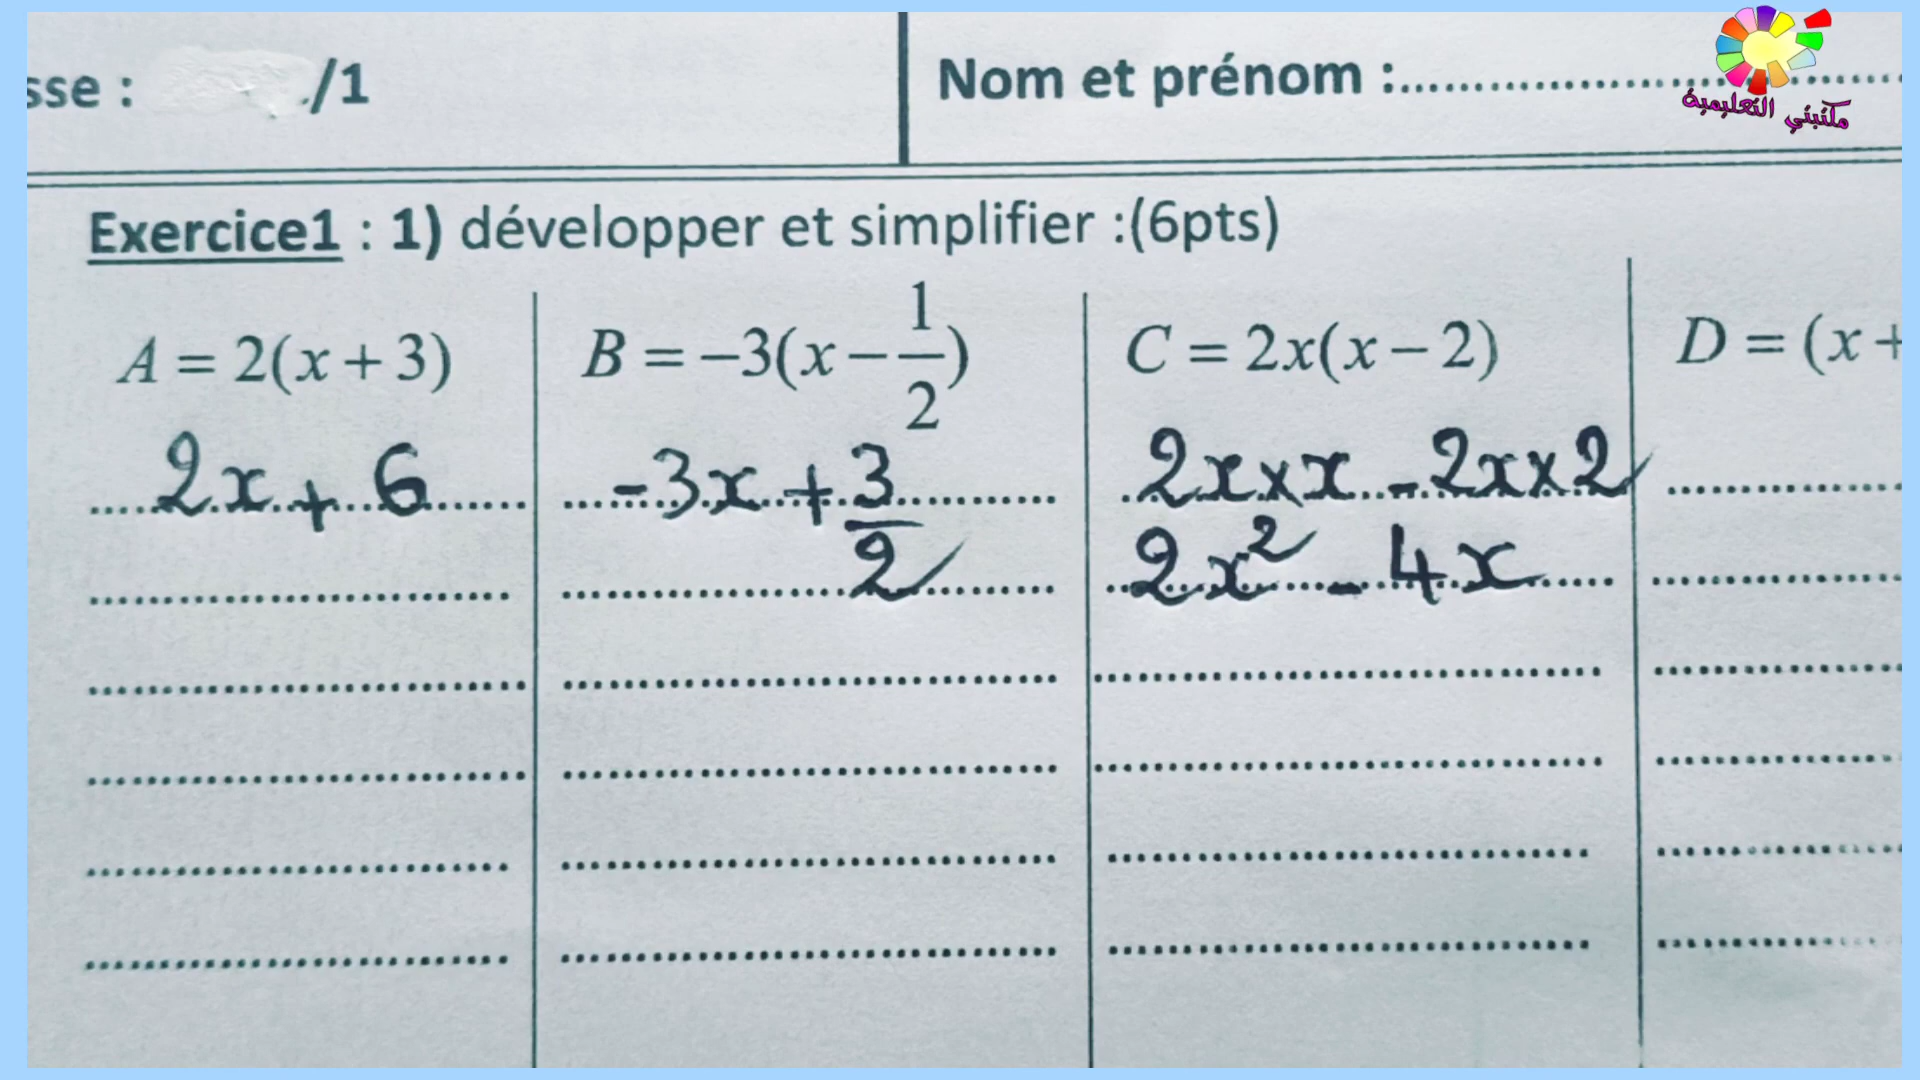 sse : /1
Nom et prénom :
مكتبتي التعليمية
Exercice1 : 1) développer et simplifier :(6pts)
A = 2(x + 3)
2x + 6
B = −3(x − 1/2)
-3x + 3/2
C = 2x(x − 2)
2x × x - 2x × 2
2x² - 4x
D = (x +